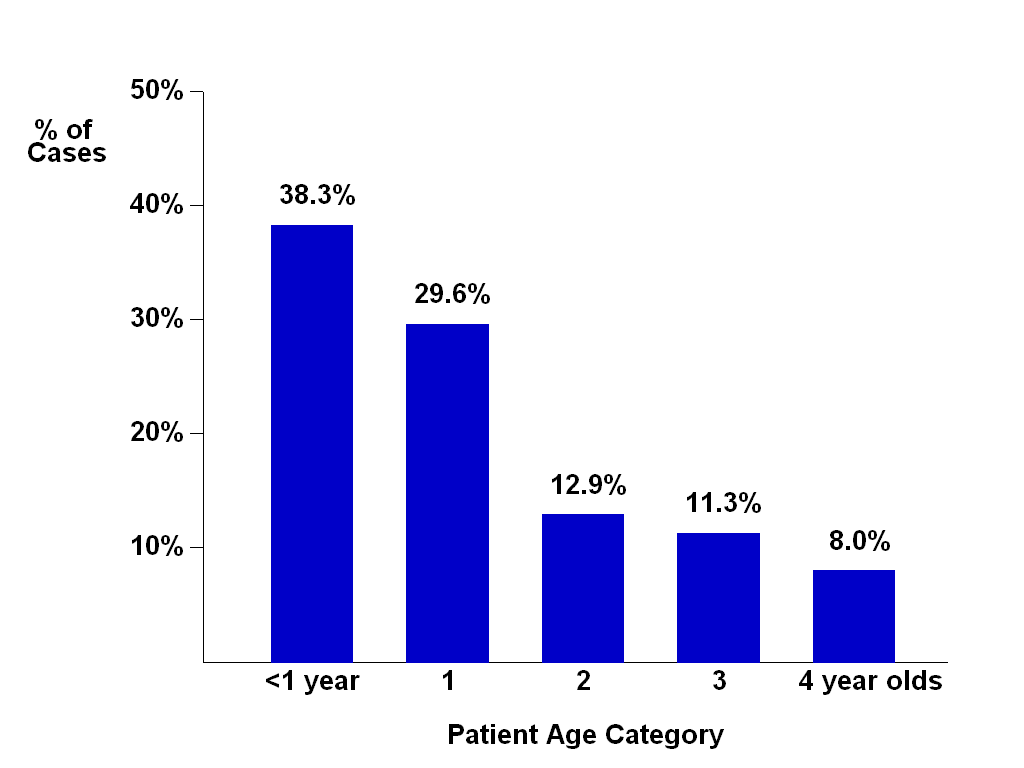 50%
% of
Cases
38.3%
40%
29.6%
30%
20%
12.9%
11.3%
8.0%
10%
<1 year 1 2 3 4 year olds
Patient Age Category